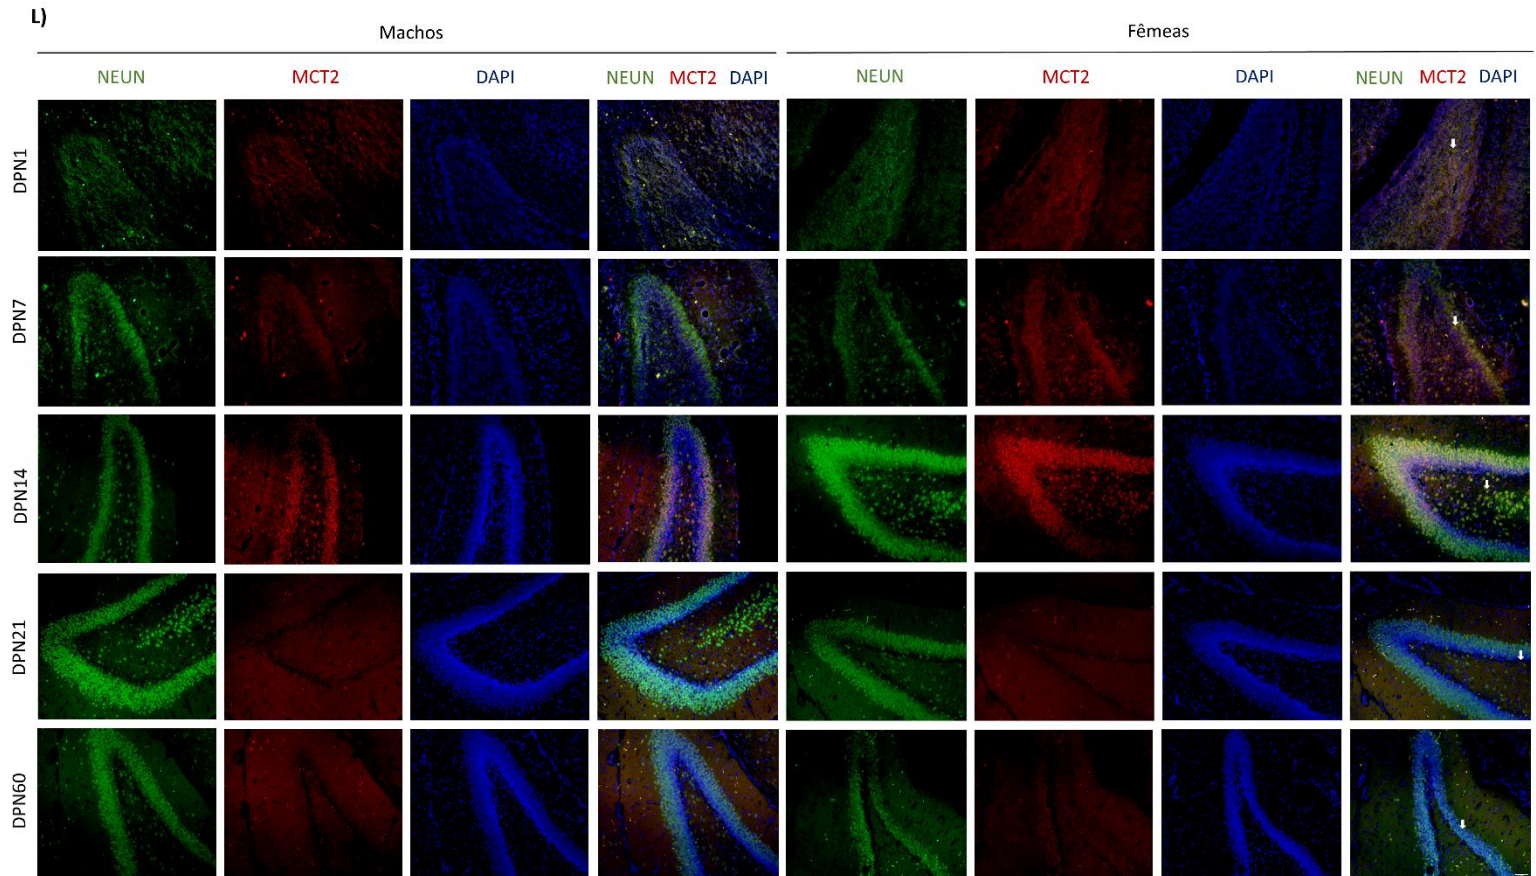 L)
Machos Fêmeas
NEUN MCT2 DAPI NEUN MCT2 DAPI NEUN MCT2 DAPI NEUN MCT2 DAPI
DPN1
DPN7
DPN14
DPN21
DPN60